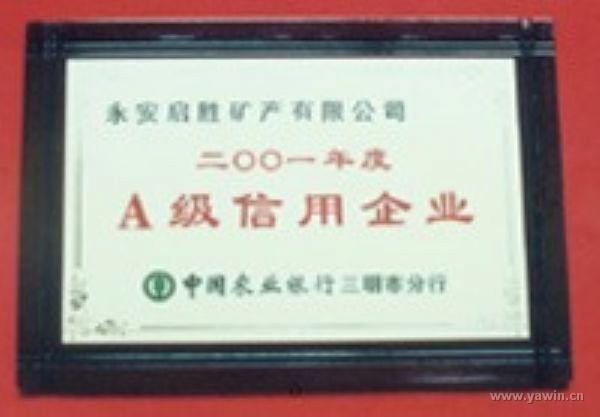 永安启胜矿产有限公司
二〇〇一年度
A级信用企业
中国农业银行三明市分行
www.yawin.cn